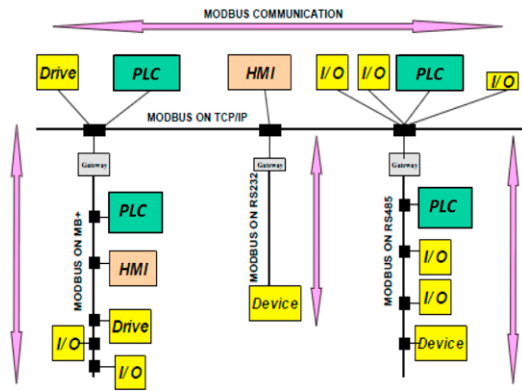 MODBUS COMMUNICATION
Drive
PLC
HMI
I/O
I/O
PLC
I/O
MODBUS ON TCP/IP
Gateway
Gateway
Gateway
MODBUS ON MB+
PLC
HMI
Drive
I/O
I/O
MODBUS ON RS232
Device
MODBUS ON RS485
PLC
I/O
I/O
Device